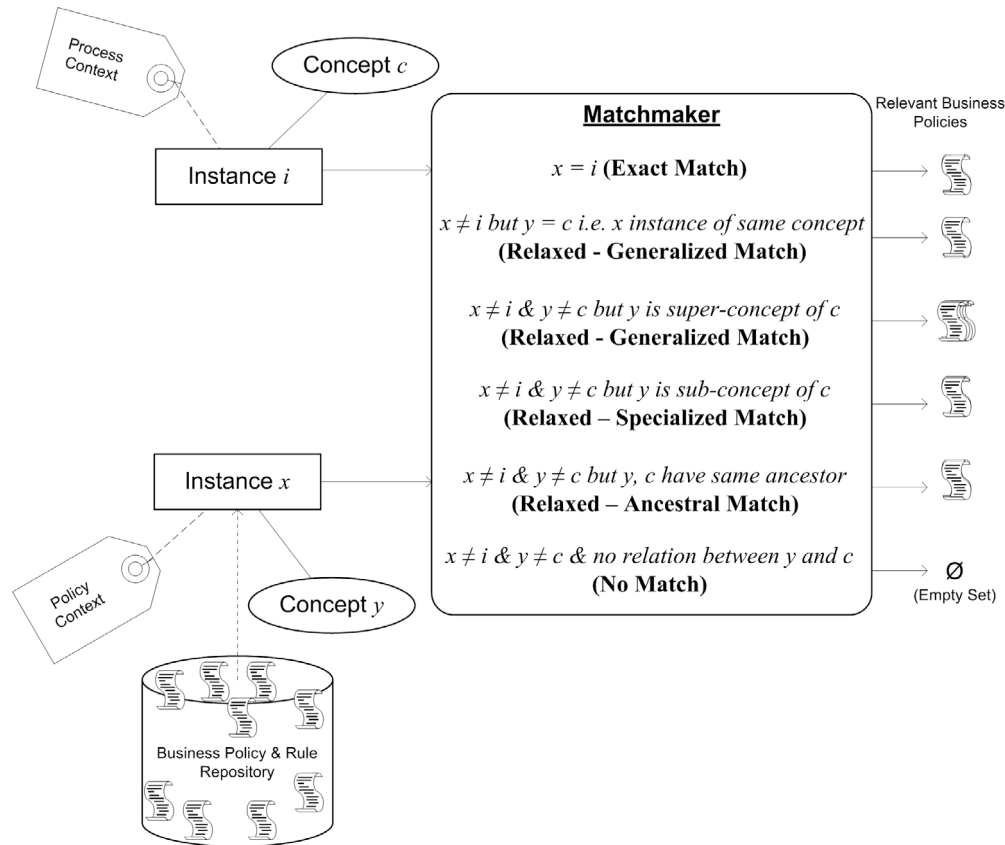 Process
Context
Concept c
Instance i
Matchmaker
x = i (Exact Match)
x ≠ i but y = c i.e. x instance of same concept
(Relaxed - Generalized Match)
x ≠ i & y ≠ c but y is super-concept of c
(Relaxed - Generalized Match)
x ≠ i & y ≠ c but y is sub-concept of c
(Relaxed – Specialized Match)
x ≠ i & y ≠ c but y, c have same ancestor
(Relaxed – Ancestral Match)
x ≠ i & y ≠ c & no relation between y and c
(No Match)
Relevant Business
Policies
Ø
(Empty Set)
Instance x
Policy
Context
Concept y
Business Policy & Rule
Repository